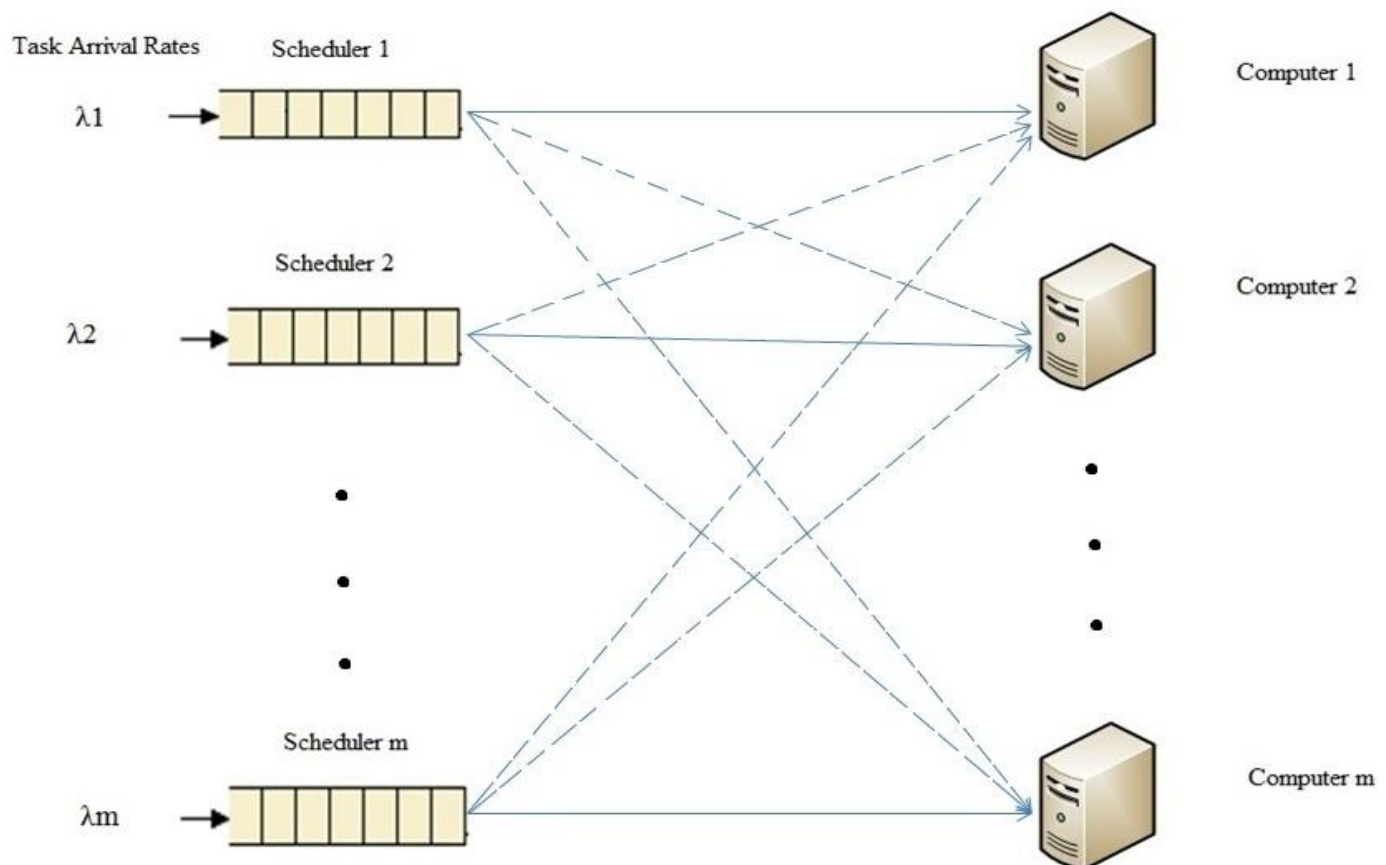 Task Arrival Rates
Scheduler 1
Computer 1
λ1
Scheduler 2
Computer 2
λ2
Scheduler m
Computer m
λm